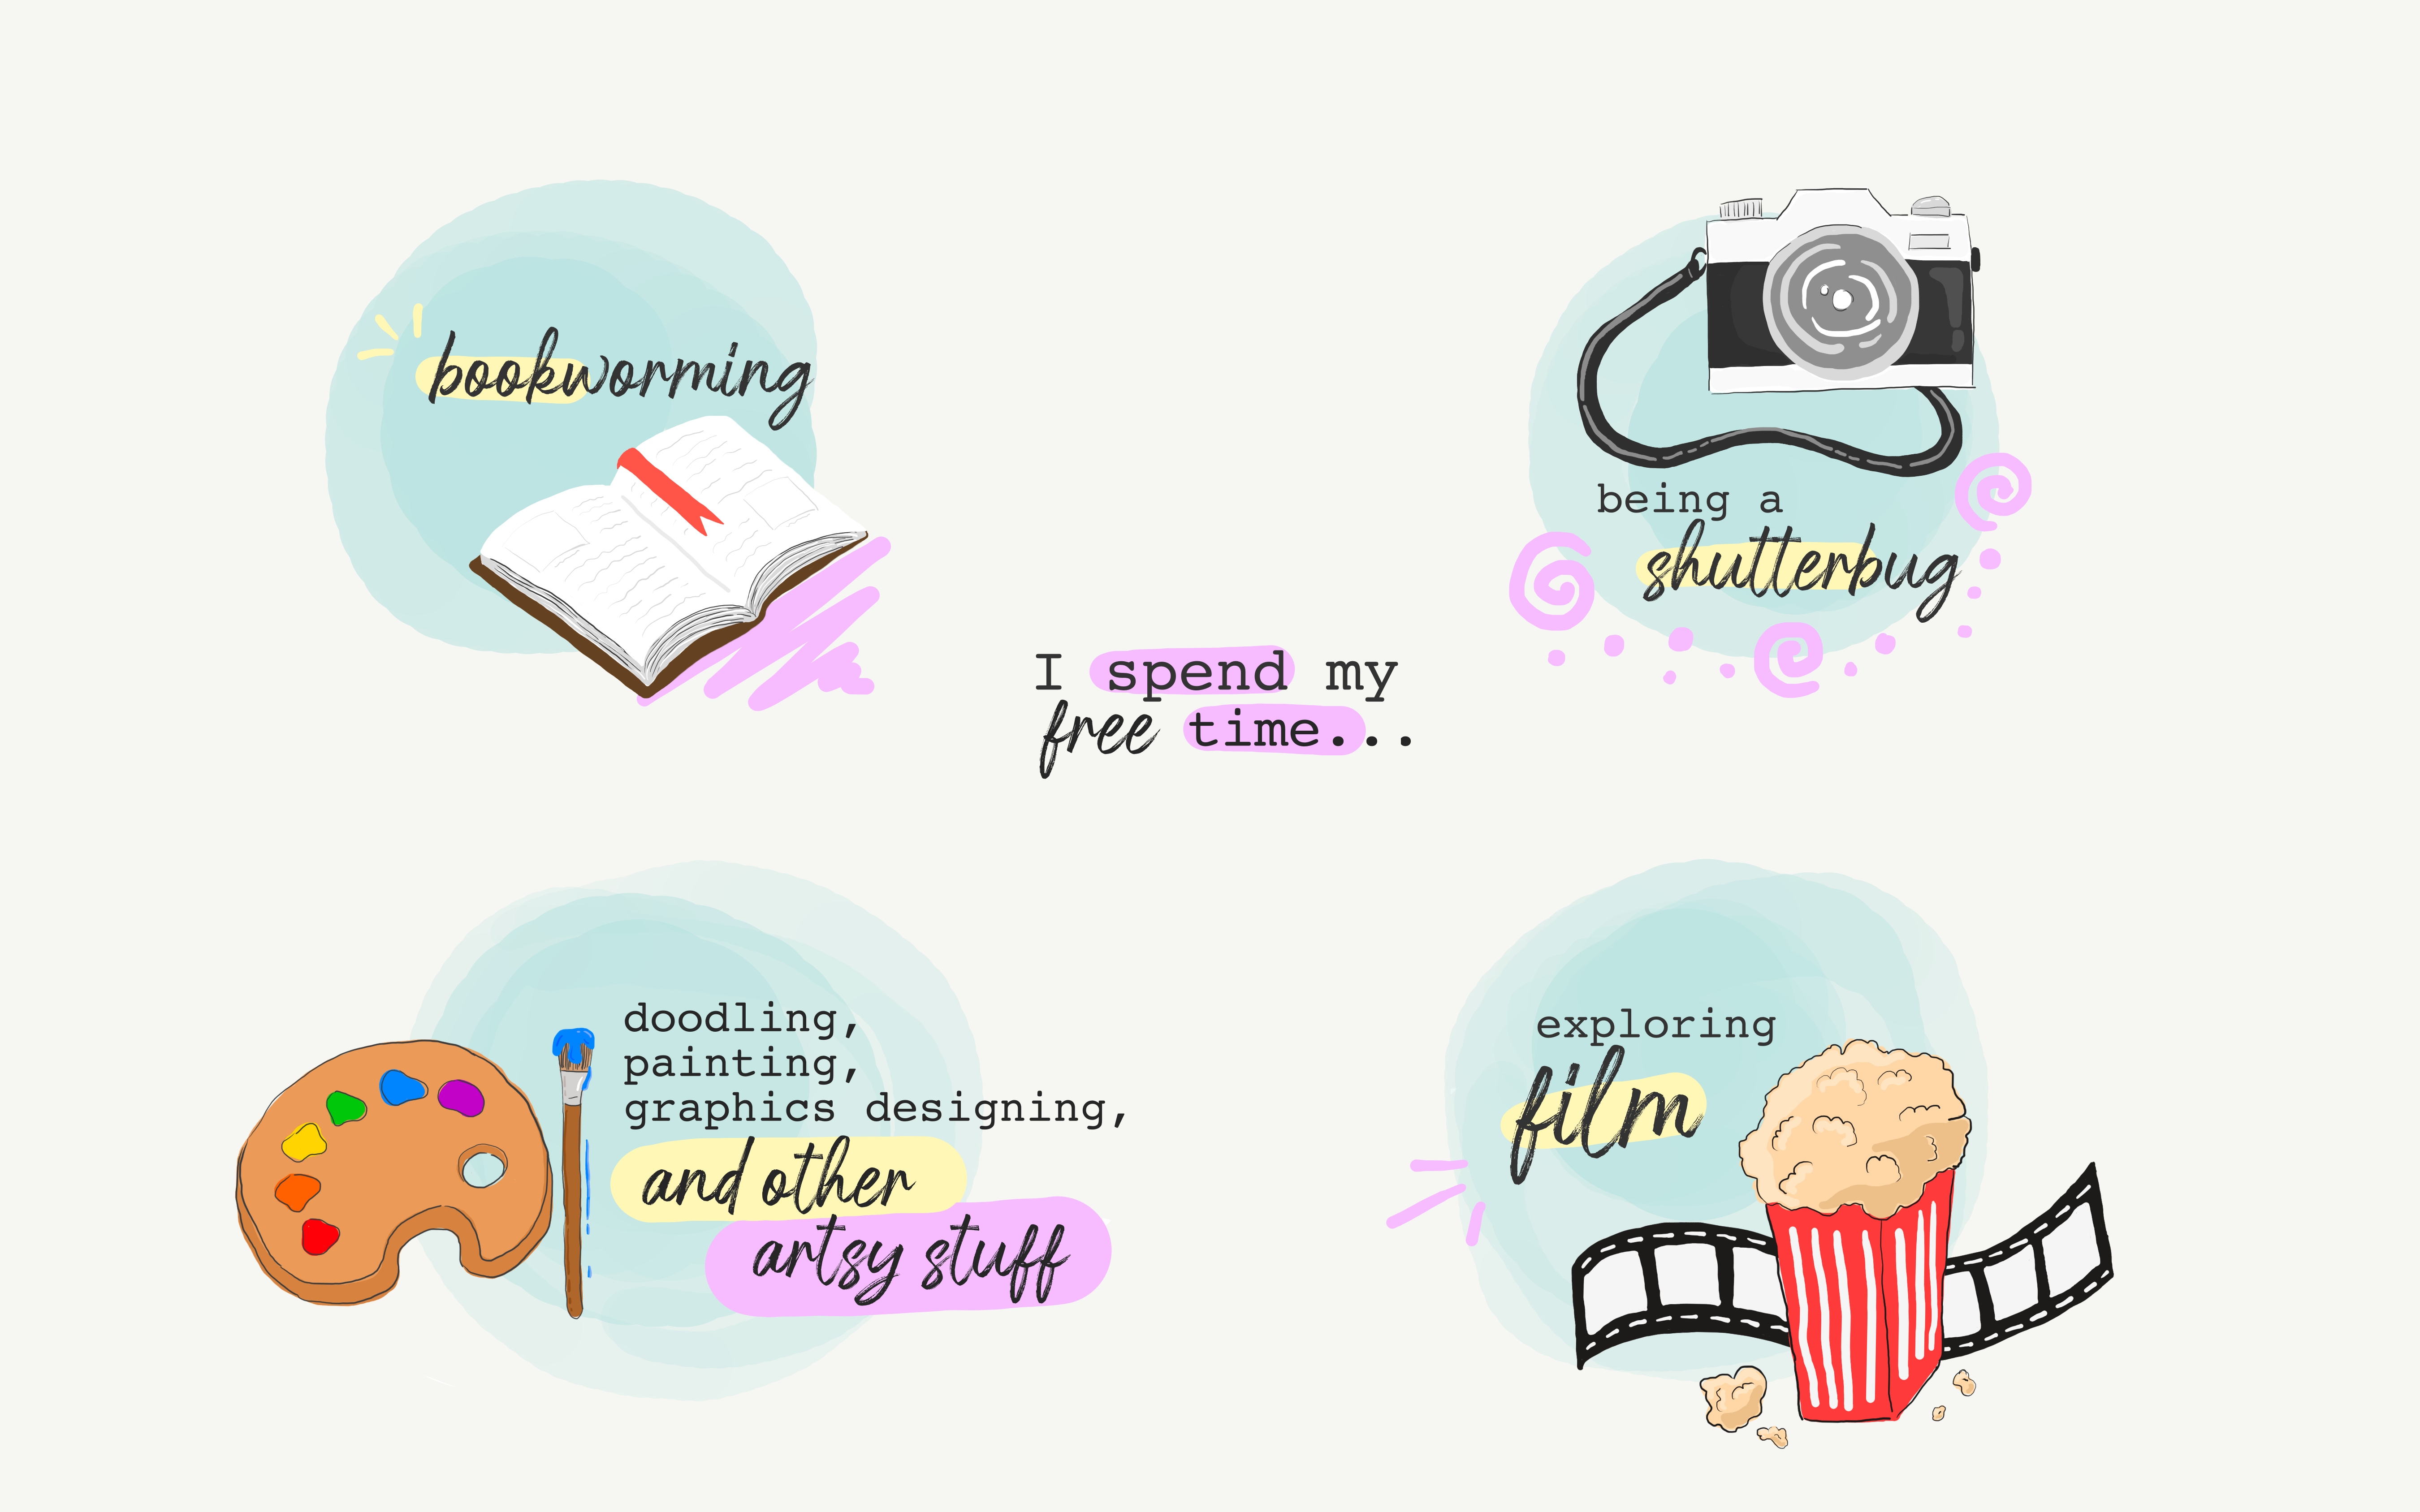 bookworming
being a
shutterbug
I spend my
free time...
doodling,
painting,
graphics designing,
and other
artsy stuff
exploring
film